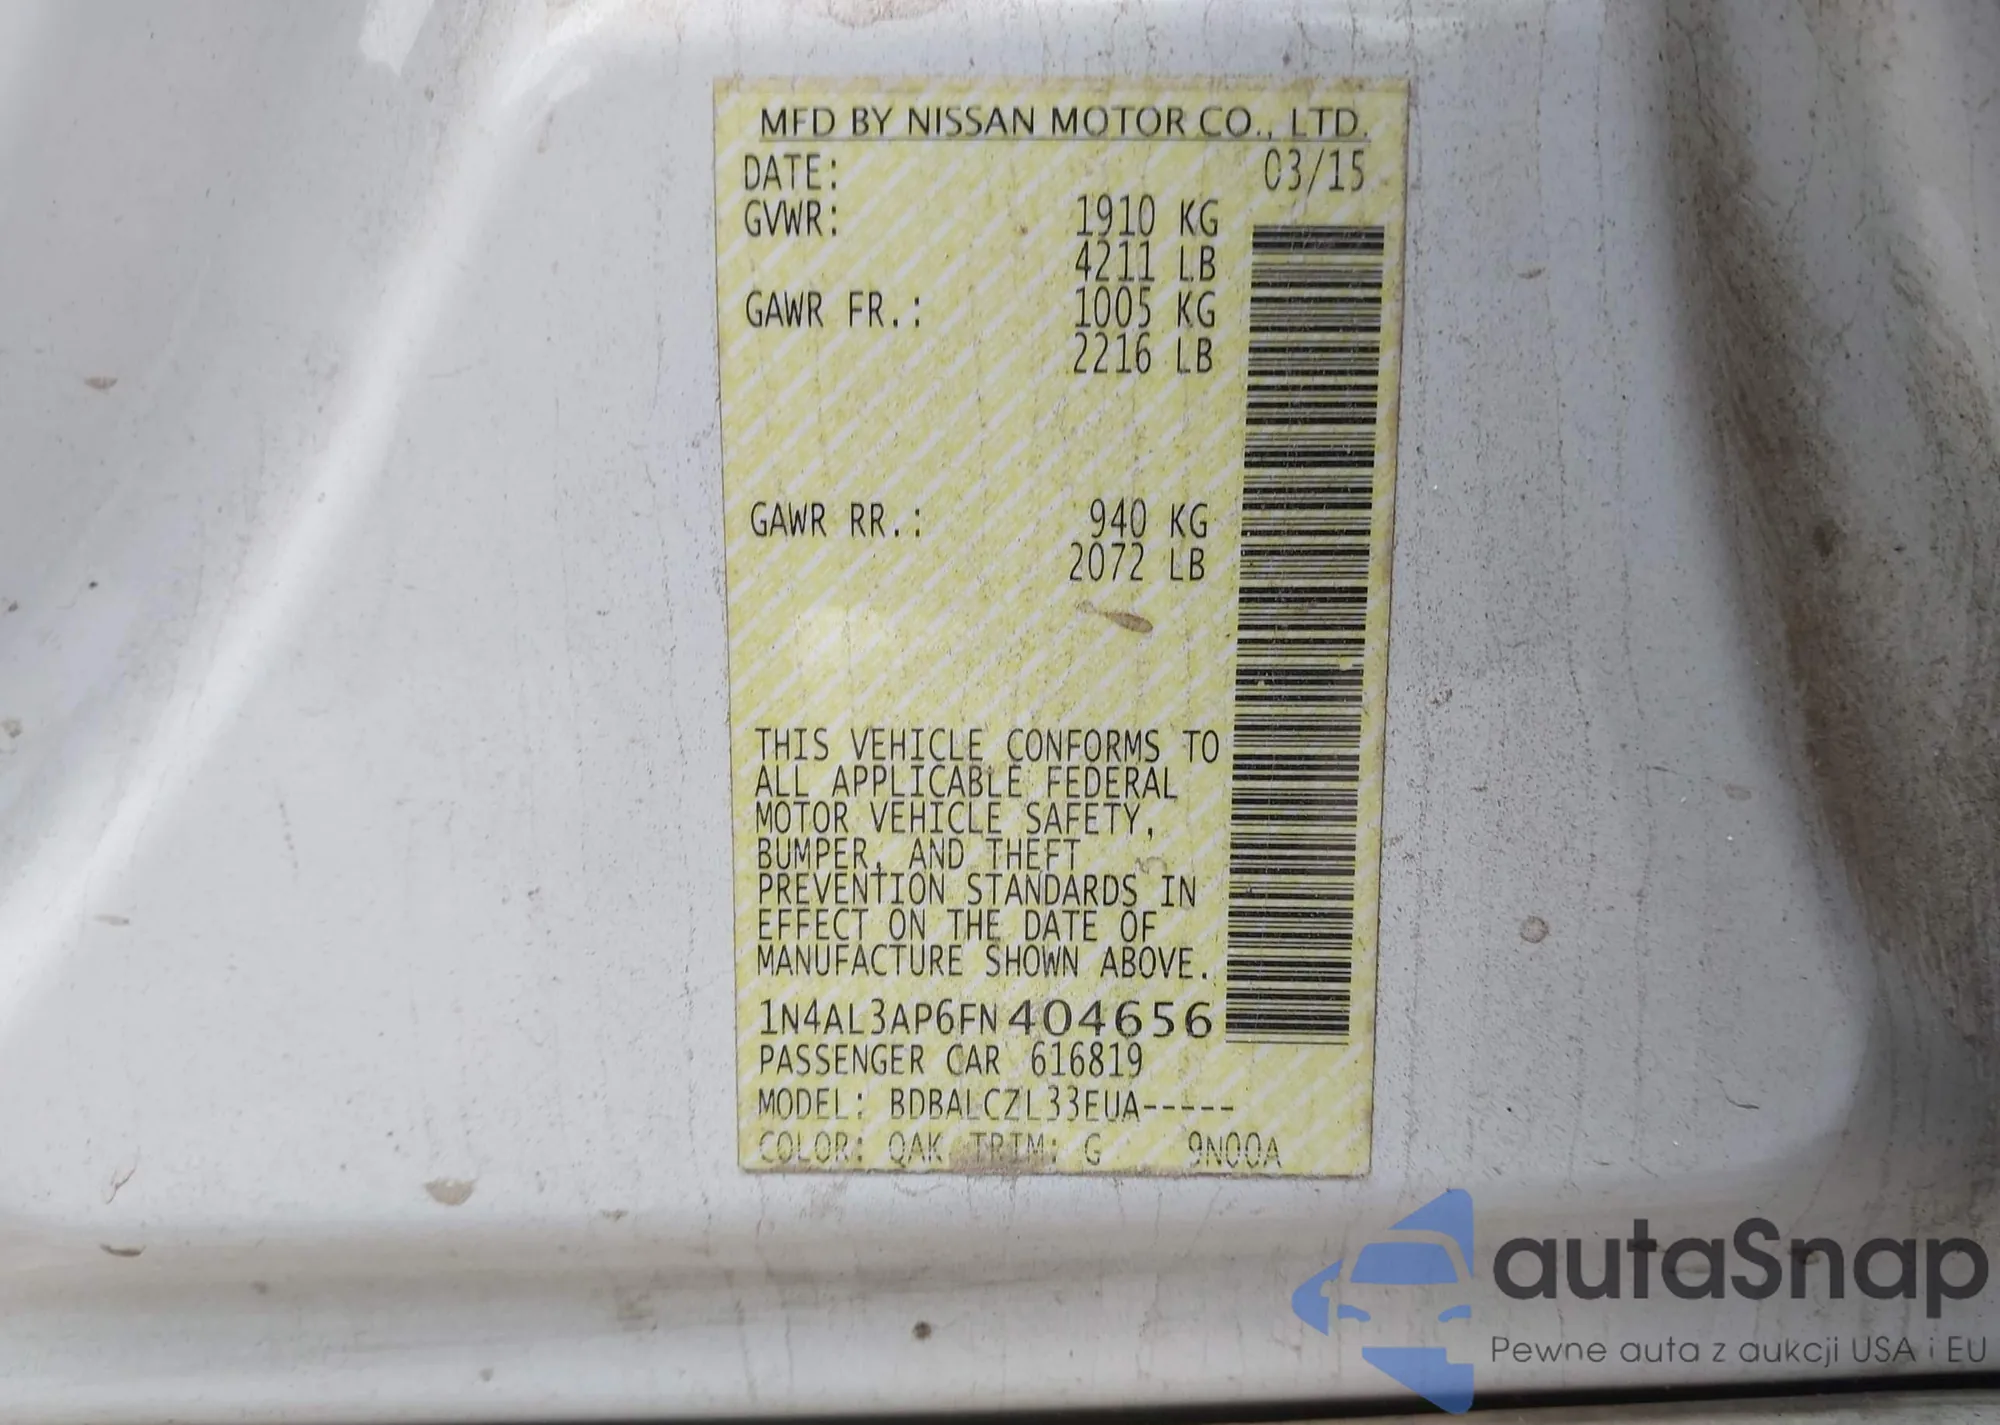 MFD BY NISSAN MOTOR CO., LTD.
DATE: 03/15
GVWR: 1910 KG
4211 LB
GAWR FR.: 1005 KG
2216 LB
GAWR RR.: 940 KG
2072 LB
THIS VEHICLE CONFORMS TO
ALL APPLICABLE FEDERAL
MOTOR VEHICLE SAFETY,
BUMPER, AND THEFT
PREVENTION STANDARDS IN
EFFECT ON THE DATE OF
MANUFACTURE SHOWN ABOVE.
1N4AL3AP6FN404656
PASSENGER CAR 616819
MODEL: BDBALCZL33EUA-----
COLOR: QAK TRIM: G 9N00A
autaSnap
Pewne auta z aukcji USA i EU